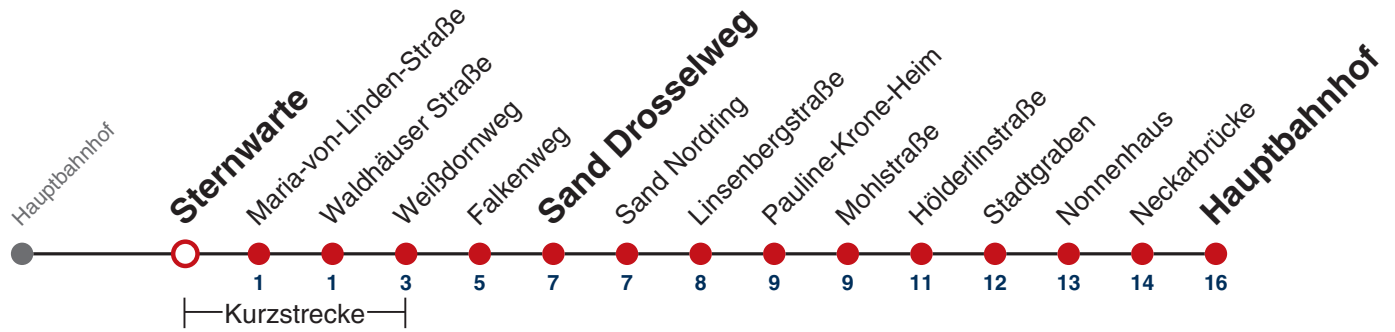 Hauptbahnhof
Sternwarte
Maria-von-Linden-Straße
Waldhäuser Straße
Weißdornweg
Falkenweg
Sand Drosselweg
Sand Nordring
Linsenbergstraße
Pauline-Krone-Heim
Mohlstraße
Hölderlinstraße
Stadtgraben
Nonnenhaus
Neckarbrücke
Hauptbahnhof
1 1 3 5 7 7 8 9 9 11 12 13 14 16
Kurzstrecke